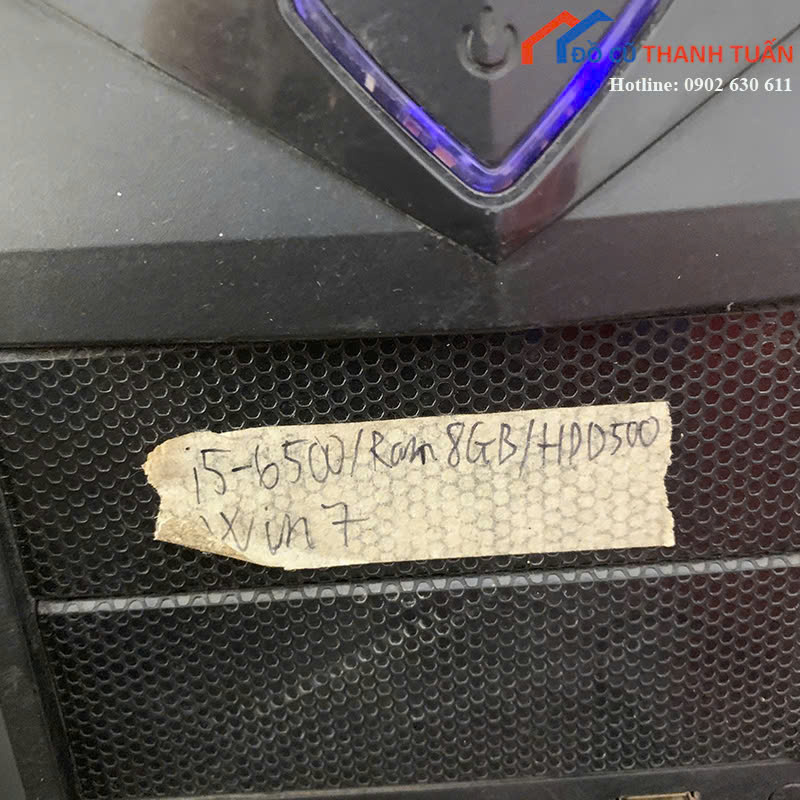 ĐỒ CŨ THANH TUẤN
Hotline: 0902 630 611
i5-6500/Ram 8GB/HDD500
Win 7